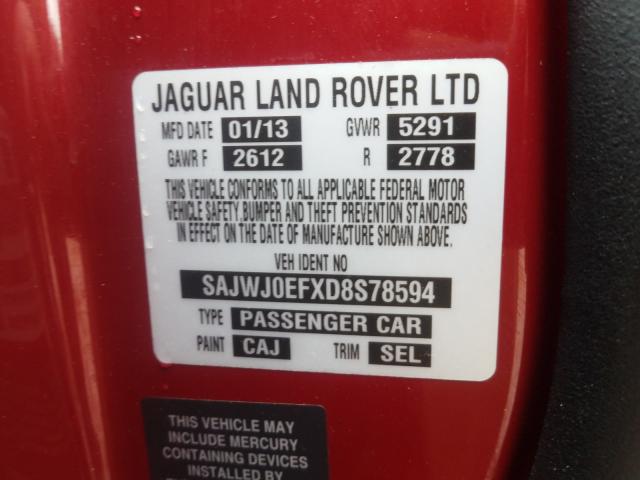 JAGUAR LAND ROVER LTD
MFD DATE 01/13 GVWR 5291
GAWR F 2612 R 2778
THIS VEHICLE CONFORMS TO ALL APPLICABLE FEDERAL MOTOR
VEHICLE SAFETY,BUMPER AND THEFT PREVENTION STANDARDS
IN EFFECT ON THE DATE OF MANUFACTURE SHOWN ABOVE.
VEH IDENT NO
SAJWJ0EFXD8S78594
TYPE PASSENGER CAR
PAINT CAJ TRIM SEL
THIS VEHICLE MAY
INCLUDE MERCURY
CONTAINING DEVICES
INSTALLED BY